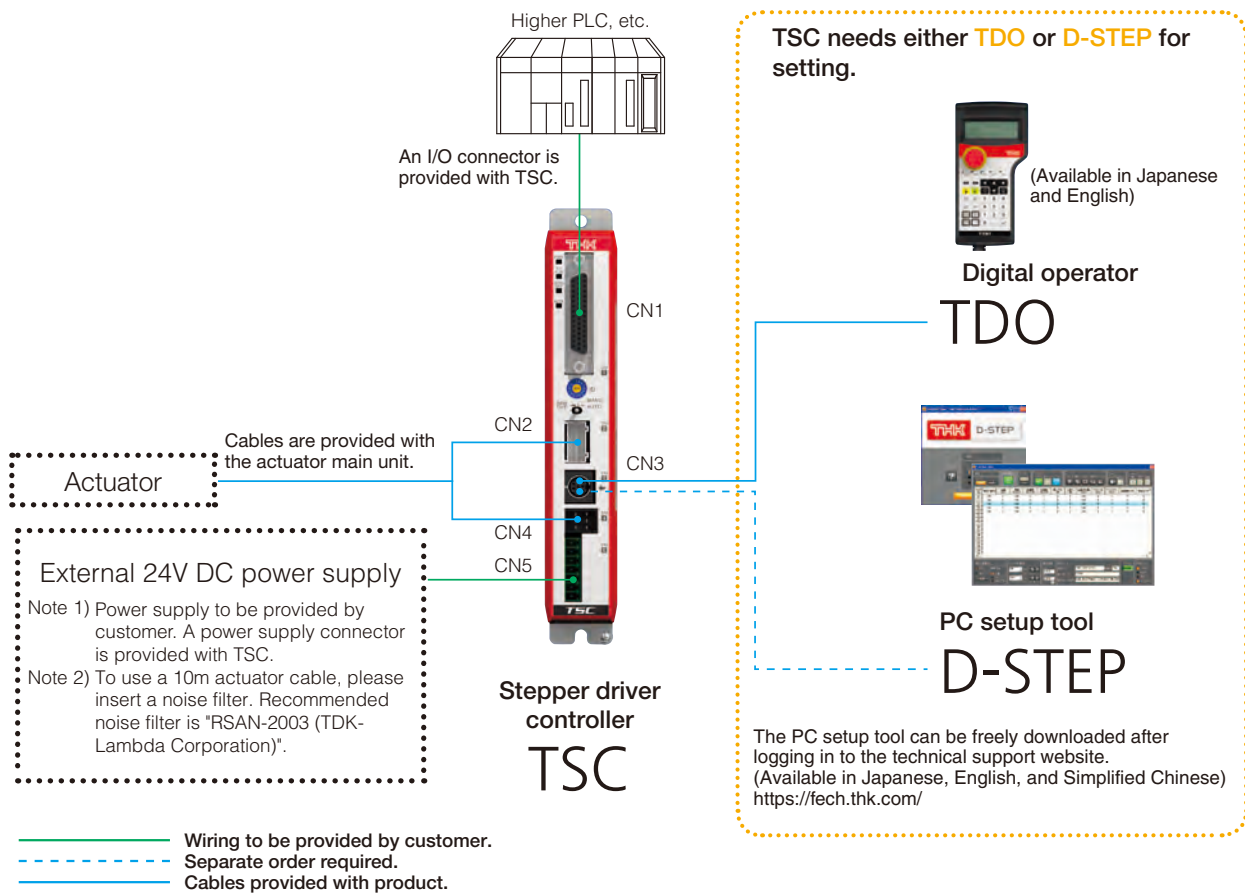 Higher PLC, etc.
An I/O connector is
provided with TSC.
TSC needs either TDO or D-STEP for
setting.
(Available in Japanese
and English)
Digital operator
TDO
THK
CN1
CN2
CN3
CN4
CN5
TSC
Cables are provided with
the actuator main unit.
Actuator
External 24V DC power supply
Note 1) Power supply to be provided by
customer. A power supply connector
is provided with TSC.
Note 2) To use a 10m actuator cable, please
insert a noise filter. Recommended
noise filter is "RSAN-2003 (TDK-
Lambda Corporation)".
Stepper driver
controller
TSC
THK D-STEP
PC setup tool
D-STEP
The PC setup tool can be freely downloaded after
logging in to the technical support website.
(Available in Japanese, English, and Simplified Chinese)
https://fech.thk.com/
Wiring to be provided by customer.
Separate order required.
Cables provided with product.